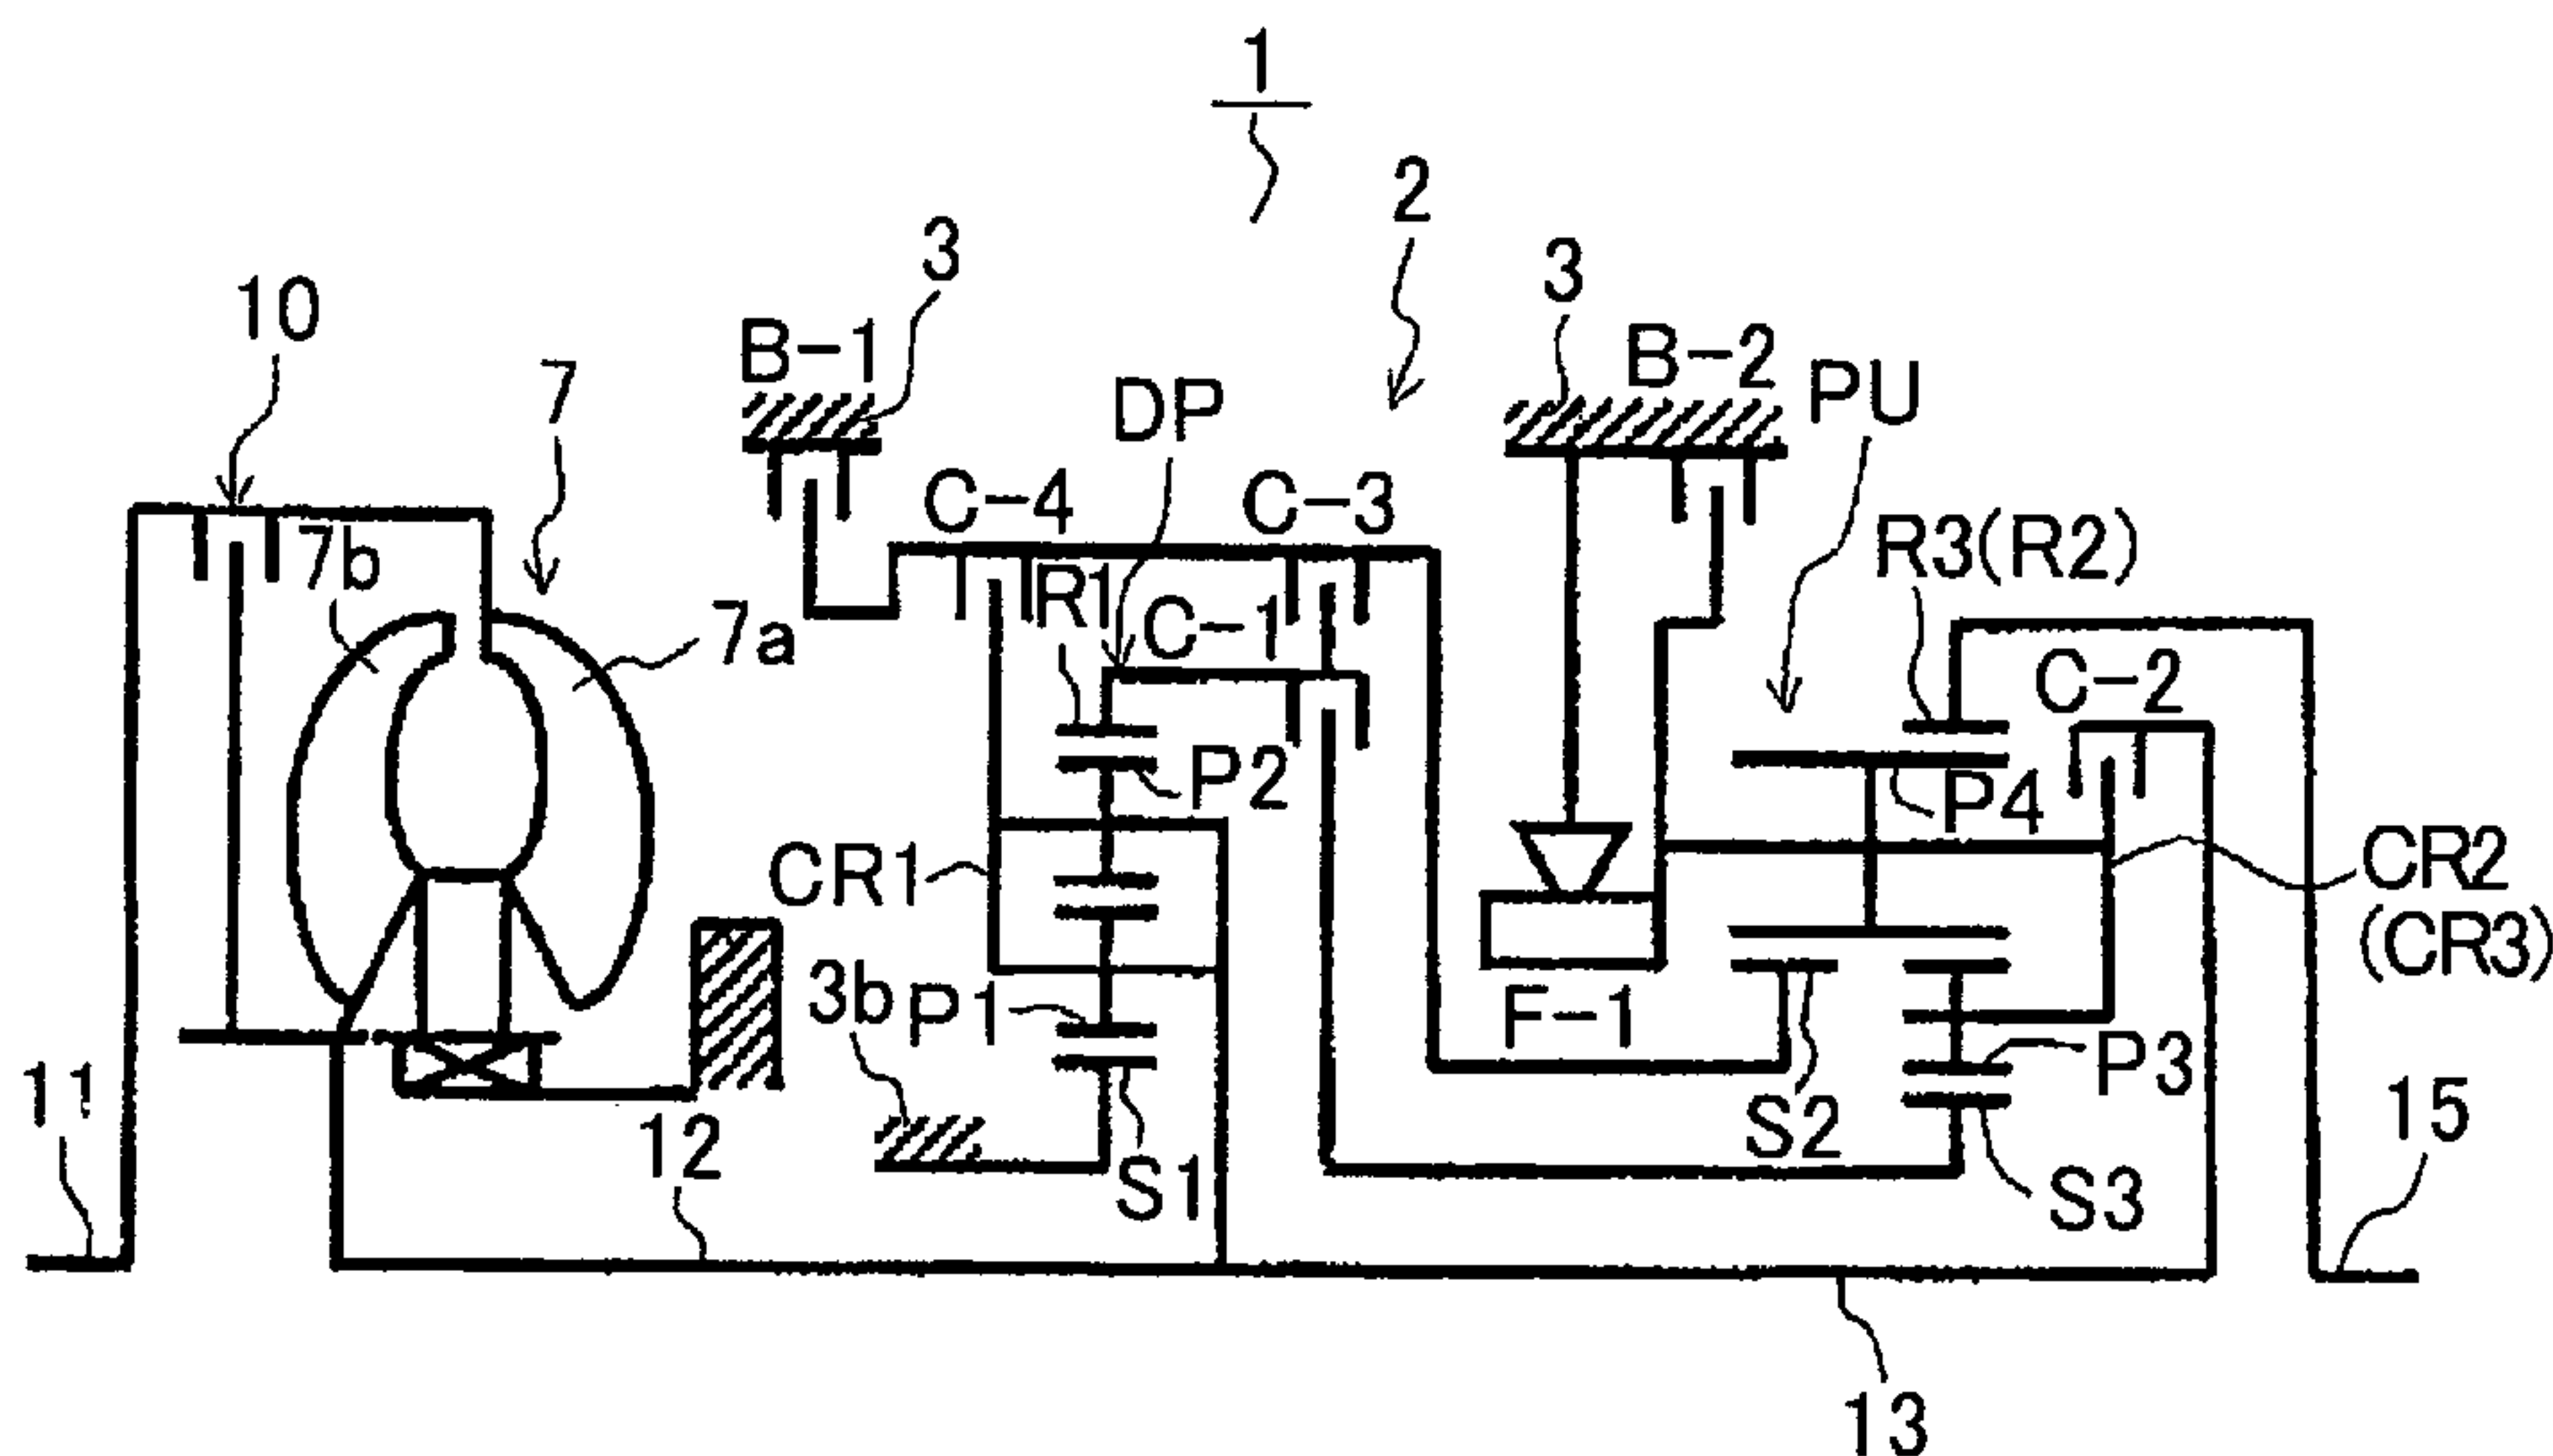 1
2
3
3
10
B-1
B-2
7
DP
PU
C-4
C-3
R3(R2)
7b
R1
C-1
7a
C-2
P2
P4
CR1
CR2
(CR3)
3b
P1
F-1
P3
11
12
S1
S2
S3
15
13